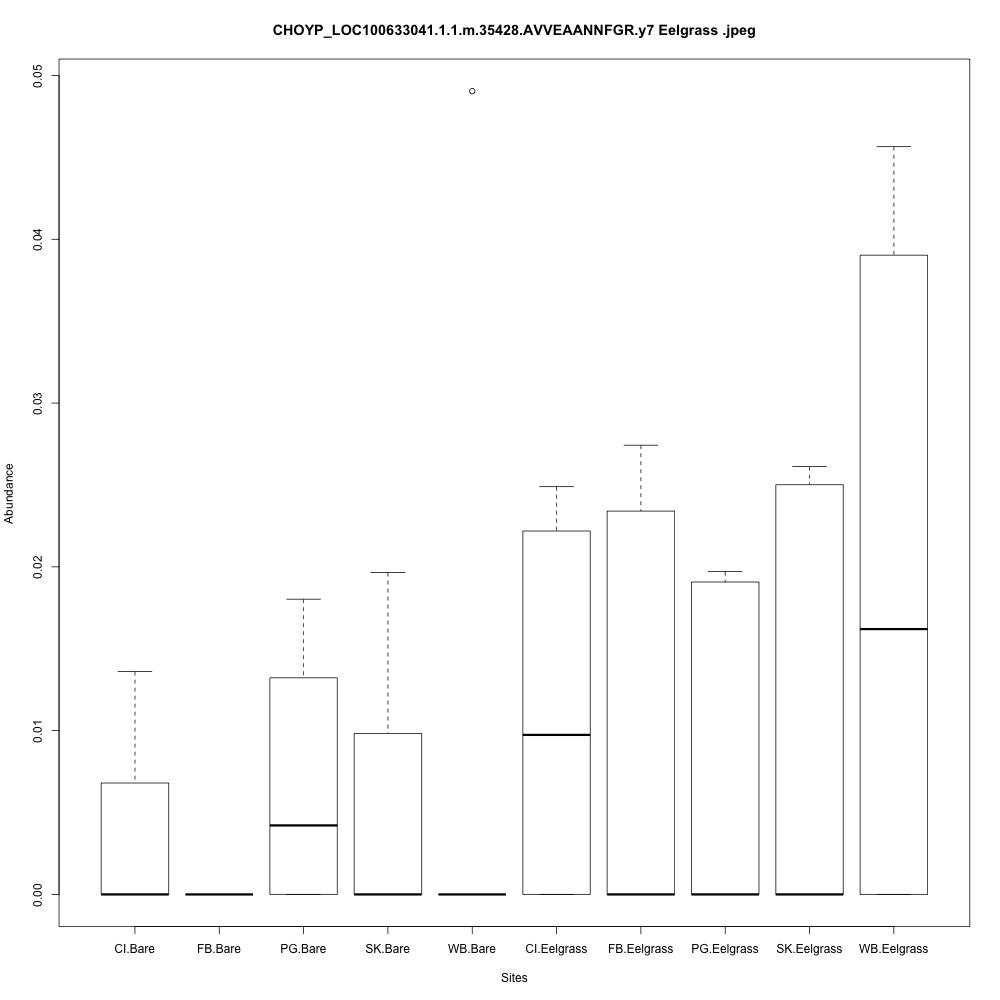 CHOYP_LOC100633041.1.1.m.35428.AVVEAANNFGR.y7 Eelgrass .jpeg
0.05
0.04
0.03
0.02
0.01
0.00
Abundance
CI.Bare FB.Bare PG.Bare SK.Bare WB.Bare CI.Eelgrass FB.Eelgrass PG.Eelgrass SK.Eelgrass WB.Eelgrass
Sites